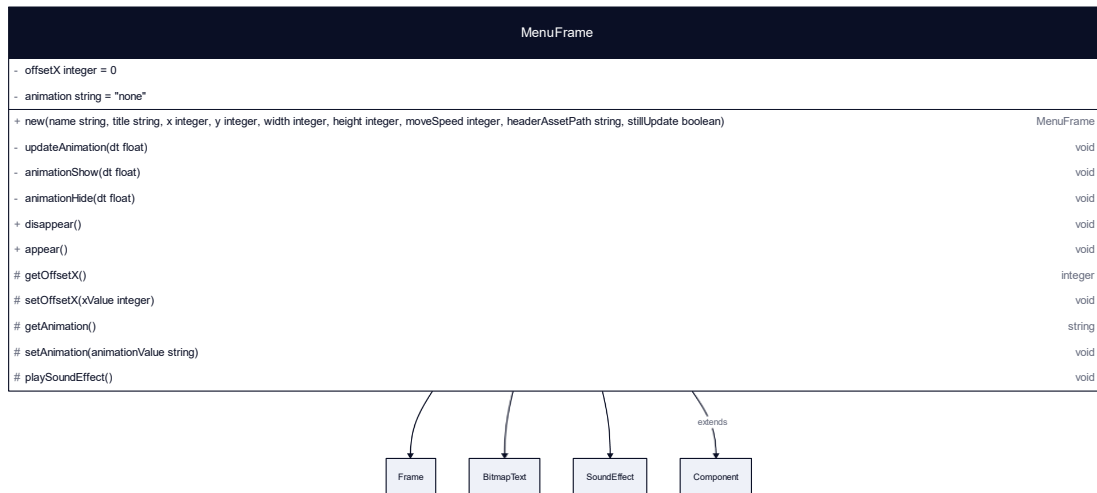 MenuFrame
- offsetX integer = 0
- animation string = "none"
+ new(name string, title string, x integer, y integer, width integer, height integer, moveSpeed integer, headerAssetPath string, stillUpdate boolean) MenuFrame
- updateAnimation(dt float) void
- animationShow(dt float) void
- animationHide(dt float) void
+ disappear() void
+ appear() void
# getOffsetX() integer
# setOffsetX(xValue integer) void
# getAnimation() string
# setAnimation(animationValue string) void
# playSoundEffect() void
extends
Frame BitmapText SoundEffect Component